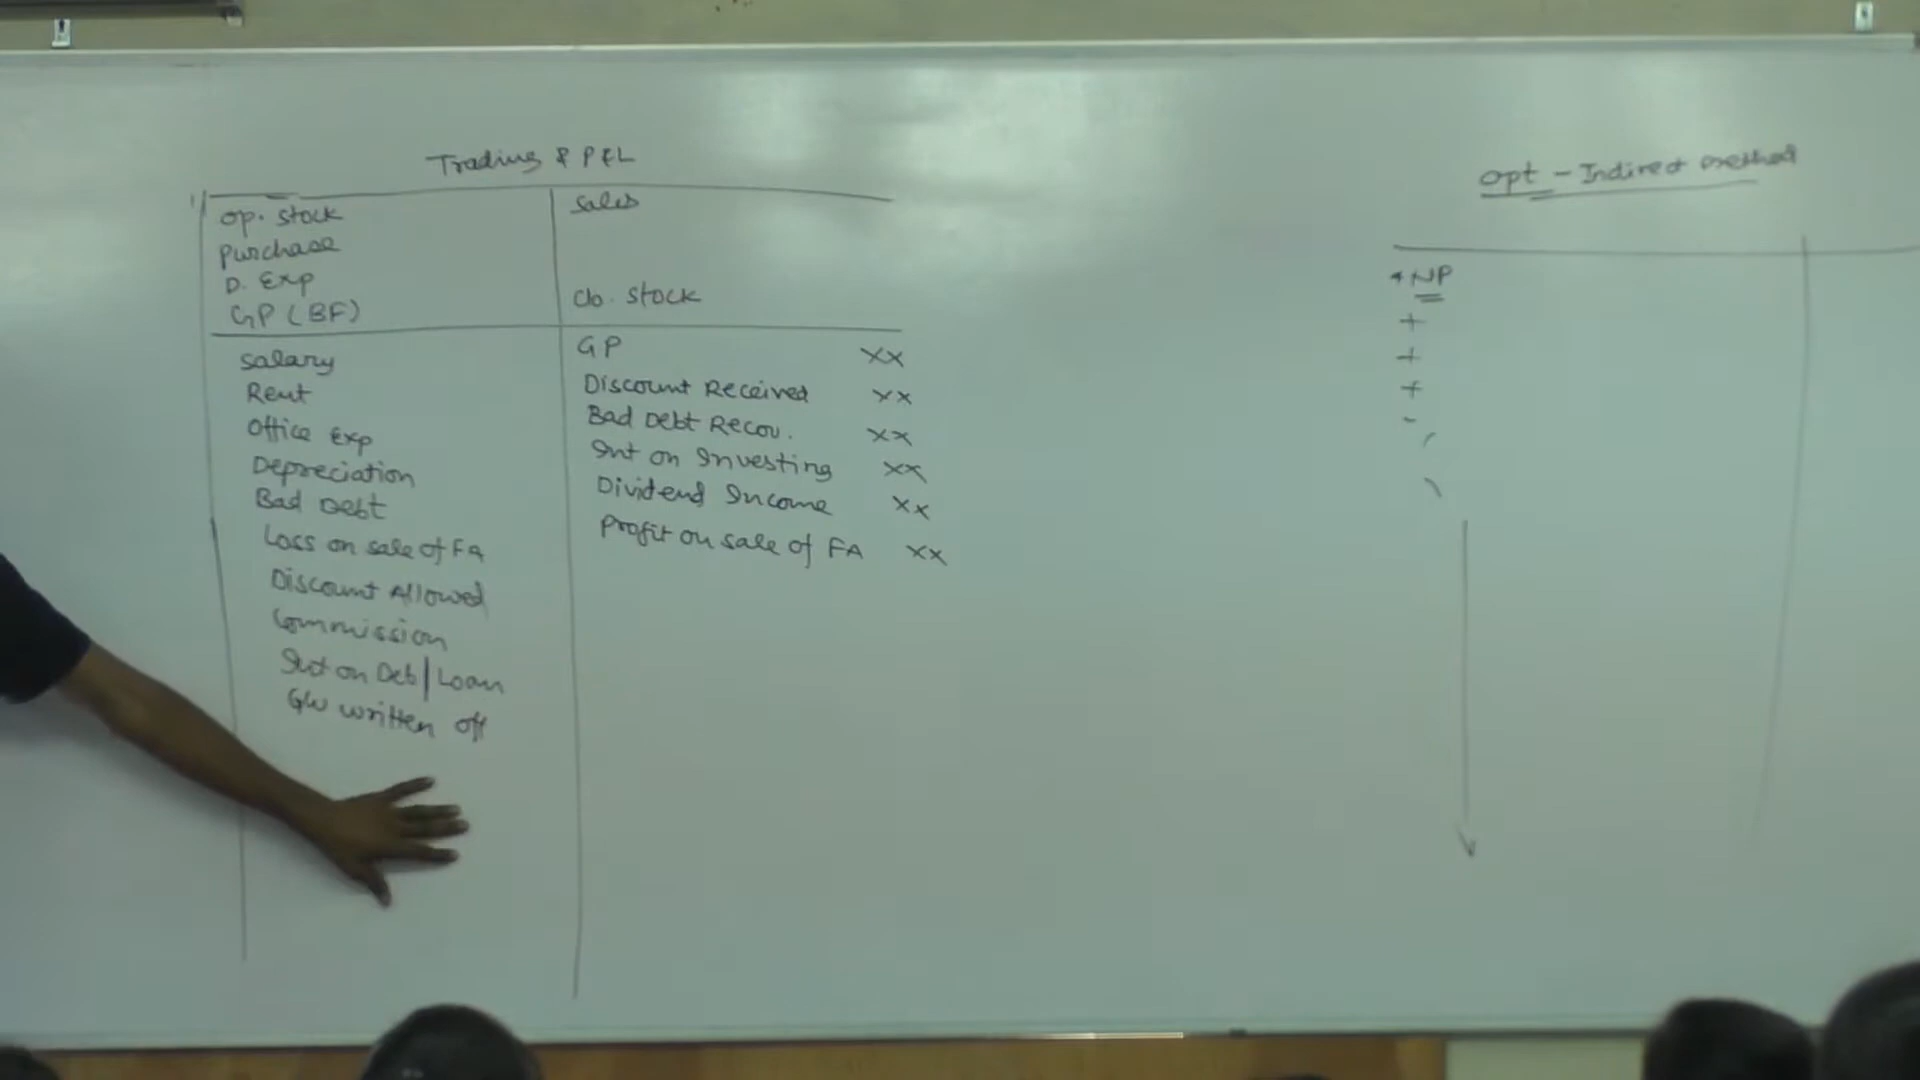 Trading & P&L
Op. Stock
Purchase
D. Exp
GP (BF)
Sales
Clo. Stock
Salary
Rent
Office Exp
Depreciation
Bad Debt
Loss on sale of FA
Discount Allowed
Commission
Int on Deb/Loan
GW written off
GP XX
Discount Received XX
Bad Debt Recov. XX
Int on Investing XX
Dividend Income XX
Profit on sale of FA XX
Opt - Indirect Method
* NP
+
+
+
-